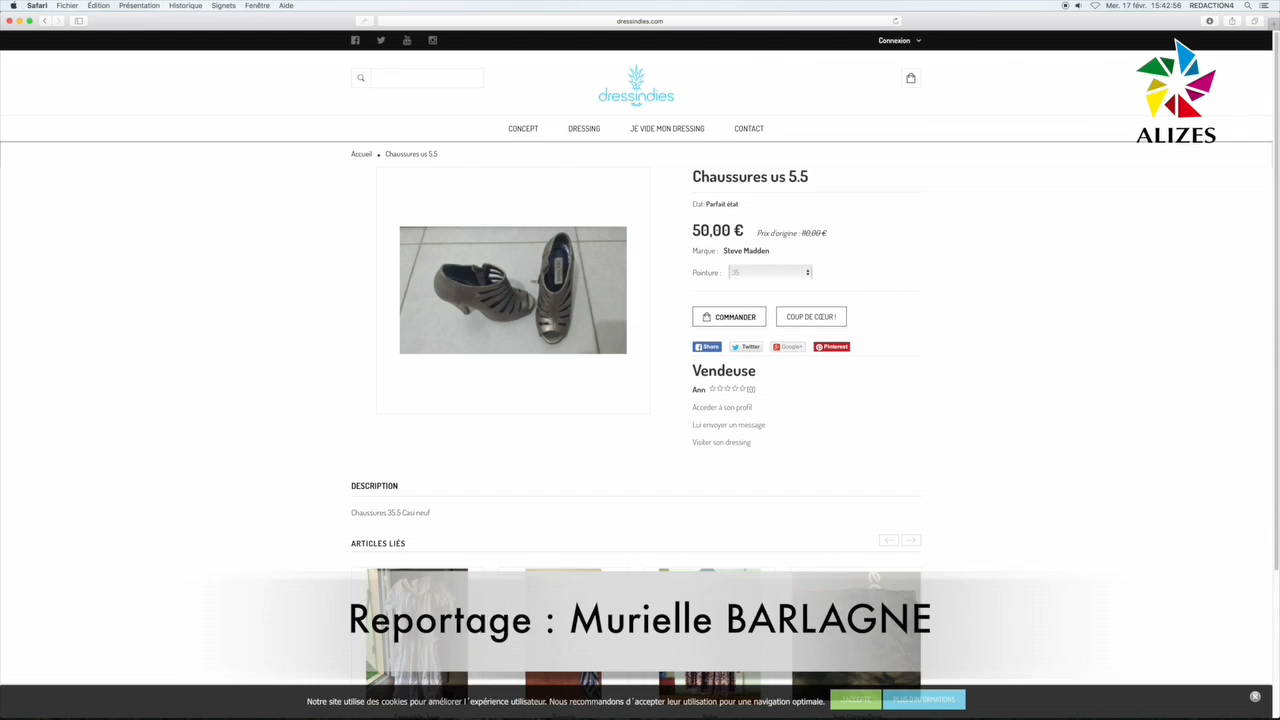 Safari Fichier Édition Présentation Historique Signets Fenêtre Aide
Mer. 17 févr. 15:42:56 REDACTION4
dressindies.com
Connexion
dressindies
ALIZES
CONCEPT DRESSING JE VIDE MON DRESSING CONTACT
Accueil • Chaussures us 5.5
Chaussures us 5.5
Etat: Parfait état
50,00 € Prix d'origine : 110,00 €
Marque : Steve Madden
Pointure : 35
COMMANDER COUP DE CŒUR !
Share Twitter Google+ Pinterest
Vendeuse
Ann (0)
Acceder à son profil
Lui envoyer un message
Visiter son dressing
DESCRIPTION
Chaussures 35.5 Casi neuf
ARTICLES LIÉS
Reportage : Murielle BARLAGNE
Notre site utilise des cookies pour améliorer l´expérience utilisateur. Nous recommandons d´accepter leur utilisation pour une navigation optimale. J'ACCEPTE PLUS D'INFORMATIONS